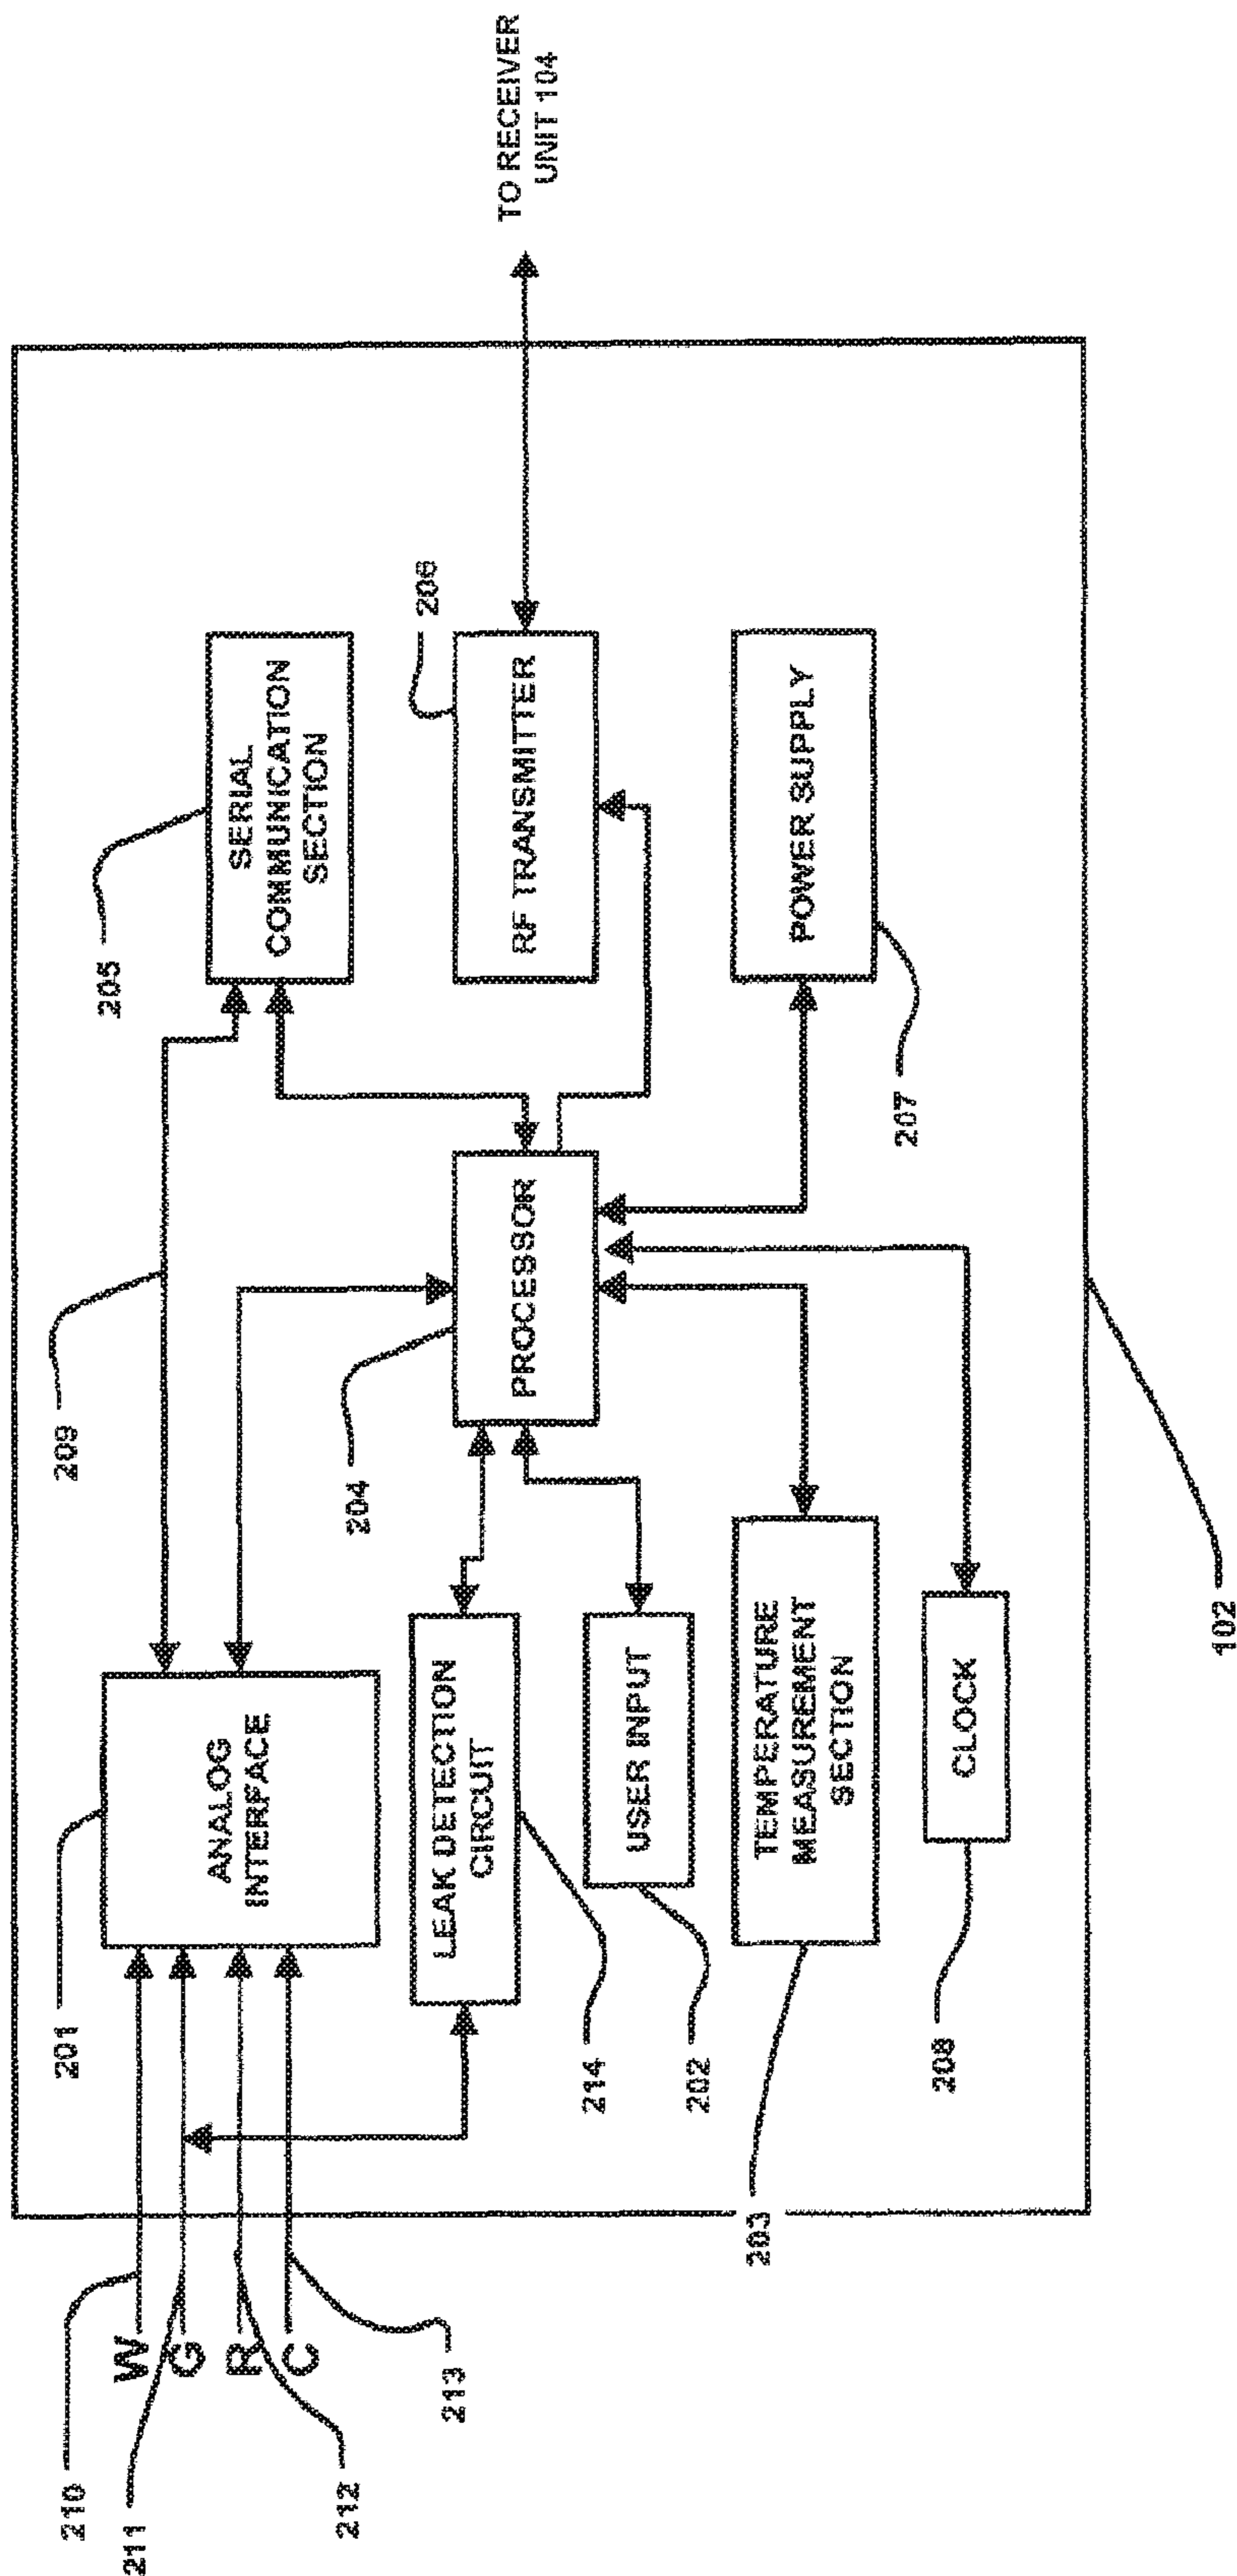 210
211
212
213
W
G
R
C
201
ANALOG
INTERFACE
209
205
SERIAL
COMMUNICATION
SECTION
LEAK DETECTION
CIRCUIT
214
204
PROCESSOR
206
RF TRANSMITTER
TO RECEIVER
UNIT 104
USER INPUT
202
TEMPERATURE
MEASUREMENT
SECTION
203
POWER SUPPLY
207
CLOCK
208
102